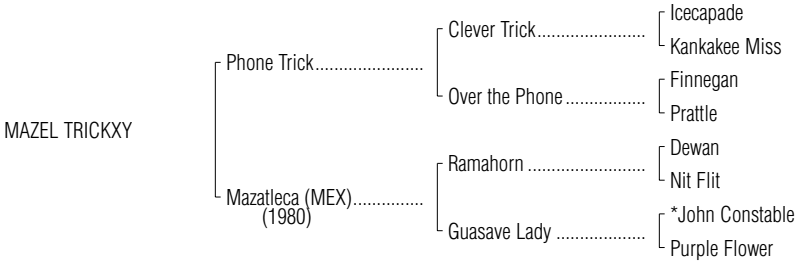 Icecapade
Clever Trick......................
Kankakee Miss
Phone Trick......................
Finnegan
Over the Phone................
Prattle
MAZEL TRICKXY
Dewan
Ramahorn .......................
Nit Flit
Mazatleca (MEX)..............
(1980)
*John Constable
Guasave Lady .................
Purple Flower